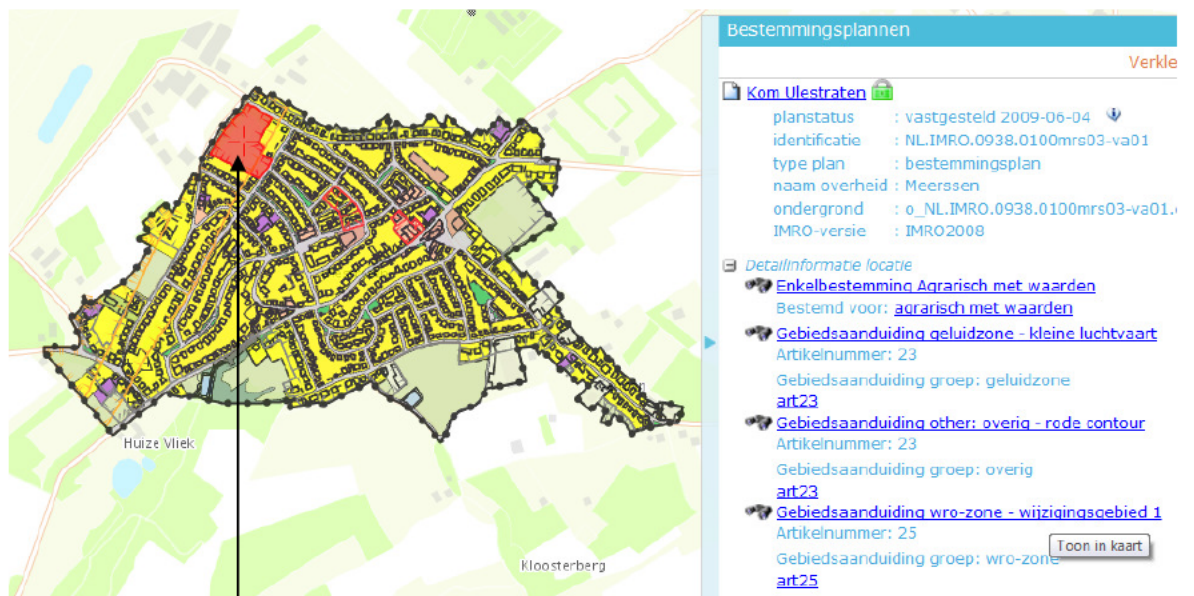 Bestemmingsplannen
Verkle
Kom Ulestraten
planstatus : vastgesteld 2009-06-04
identificatie : NL.IMRO.0938.0100mrs03-va01
type plan : bestemmingsplan
naam overheid : Meerssen
ondergrond : o_NL.IMRO.0938.0100mrs03-va01.
IMRO-versie : IMRO2008
Detailinformatie locatie
Enkelbestemming Agrarisch met waarden
Bestemd voor: agrarisch met waarden
Gebiedsaanduiding geluidzone - kleine luchtvaart
Artikelnummer: 23
Gebiedsaanduiding groep: geluidzone
art23
Gebiedsaanduiding other: overig - rode contour
Artikelnummer: 23
Gebiedsaanduiding groep: overig
art23
Gebiedsaanduiding wro-zone - wijzigingsgebied 1
Artikelnummer: 25
Toon in kaart
Gebiedsaanduiding groep: wro-zone
art25
Huize Vliek
Kloosterberg